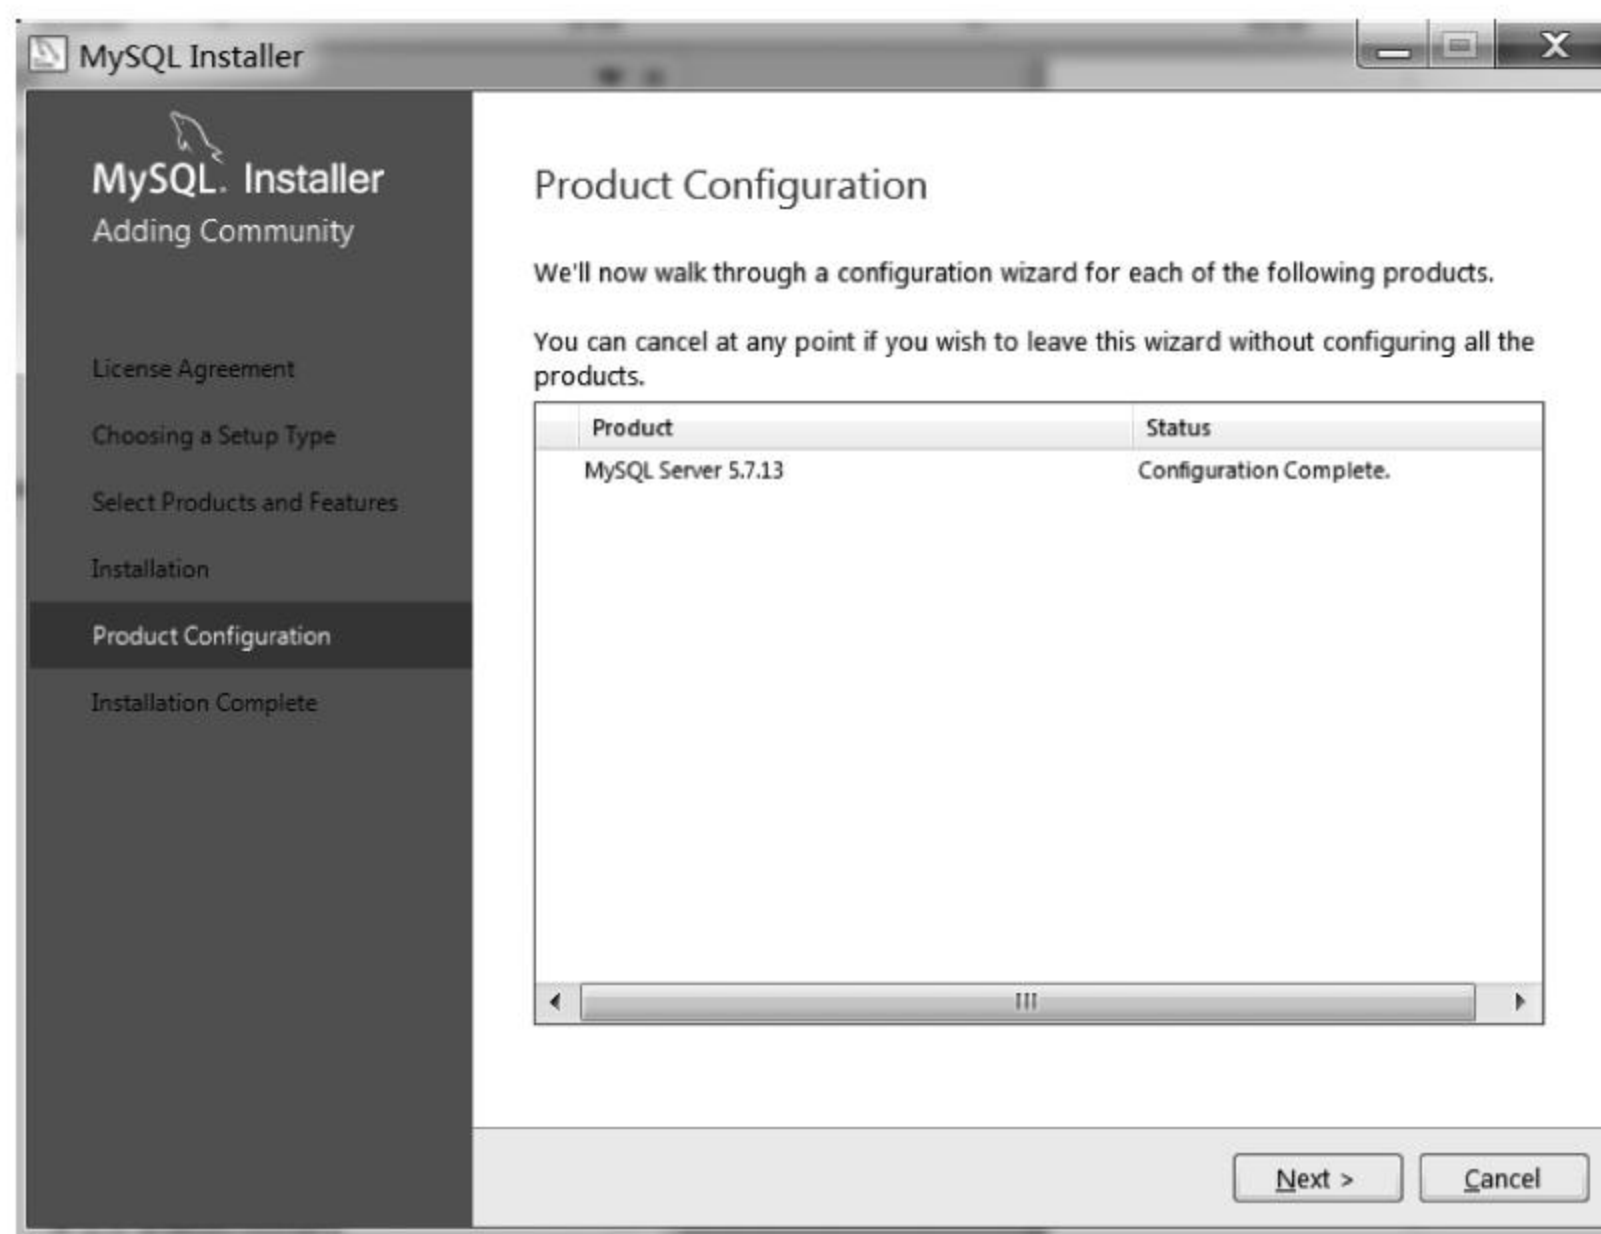 MySQL Installer
MySQL. Installer
Adding Community
License Agreement
Choosing a Setup Type
Select Products and Features
Installation
Product Configuration
Installation Complete
Product Configuration
We'll now walk through a configuration wizard for each of the following products.
You can cancel at any point if you wish to leave this wizard without configuring all the
products.
Product Status
MySQL Server 5.7.13 Configuration Complete.
Next > Cancel